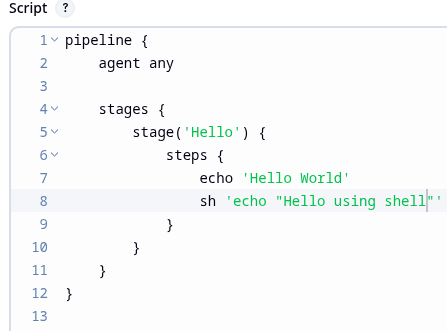 Script ?
1 pipeline {
2     agent any
3
4     stages {
5         stage('Hello') {
6             steps {
7                 echo 'Hello World'
8                 sh 'echo "Hello using shell"'
9             }
10         }
11     }
12 }
13